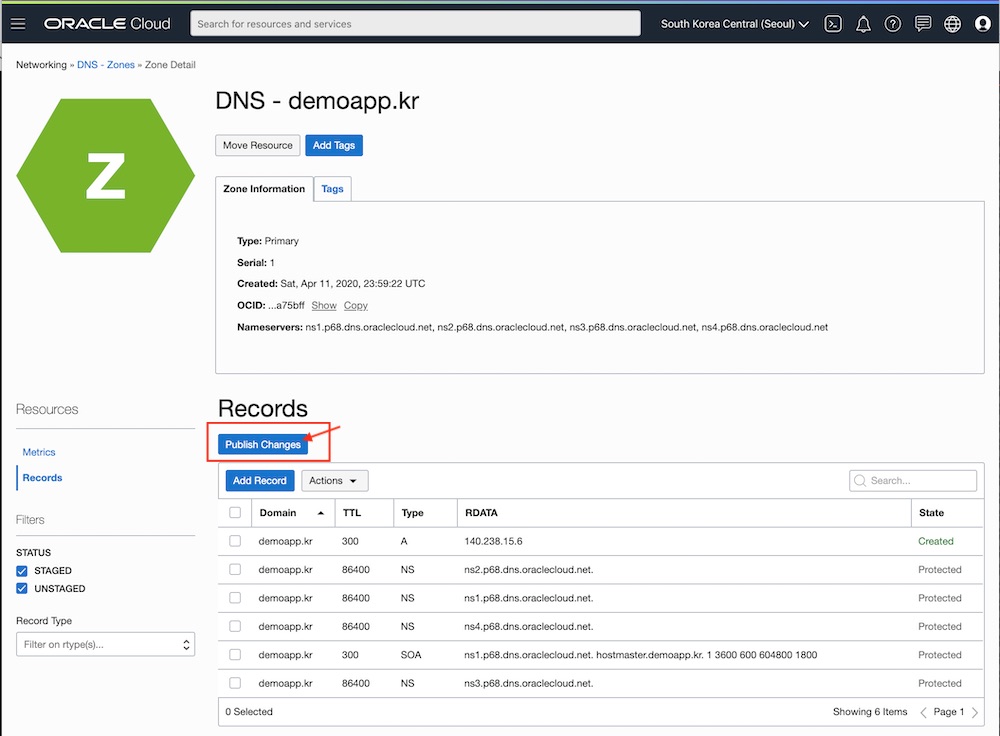 ORACLE Cloud
Search for resources and services
South Korea Central (Seoul)
Networking » DNS - Zones » Zone Detail
Z
DNS - demoapp.kr
Move Resource
Add Tags
Zone Information
Tags
Type: Primary
Serial: 1
Created: Sat, Apr 11, 2020, 23:59:22 UTC
OCID: ...a75bff Show Copy
Nameservers: ns1.p68.dns.oraclecloud.net, ns2.p68.dns.oraclecloud.net, ns3.p68.dns.oraclecloud.net, ns4.p68.dns.oraclecloud.net
Resources
Metrics
Records
Filters
STATUS
STAGED
UNSTAGED
Record Type
Filter on rtype(s)...
Records
Publish Changes
Add Record
Actions
Search...
Domain TTL Type RDATA State
demoapp.kr 300 A 140.238.15.6 Created
demoapp.kr 86400 NS ns2.p68.dns.oraclecloud.net. Protected
demoapp.kr 86400 NS ns1.p68.dns.oraclecloud.net. Protected
demoapp.kr 86400 NS ns4.p68.dns.oraclecloud.net. Protected
demoapp.kr 300 SOA ns1.p68.dns.oraclecloud.net. hostmaster.demoapp.kr. 1 3600 600 604800 1800 Protected
demoapp.kr 86400 NS ns3.p68.dns.oraclecloud.net. Protected
0 Selected
Showing 6 Items
Page 1